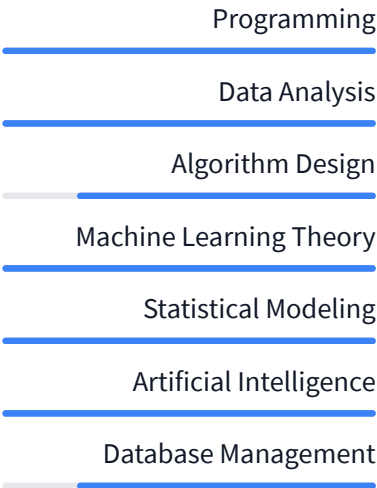 Programming
Data Analysis
Algorithm Design
Machine Learning Theory
Statistical Modeling
Artificial Intelligence
Database Management